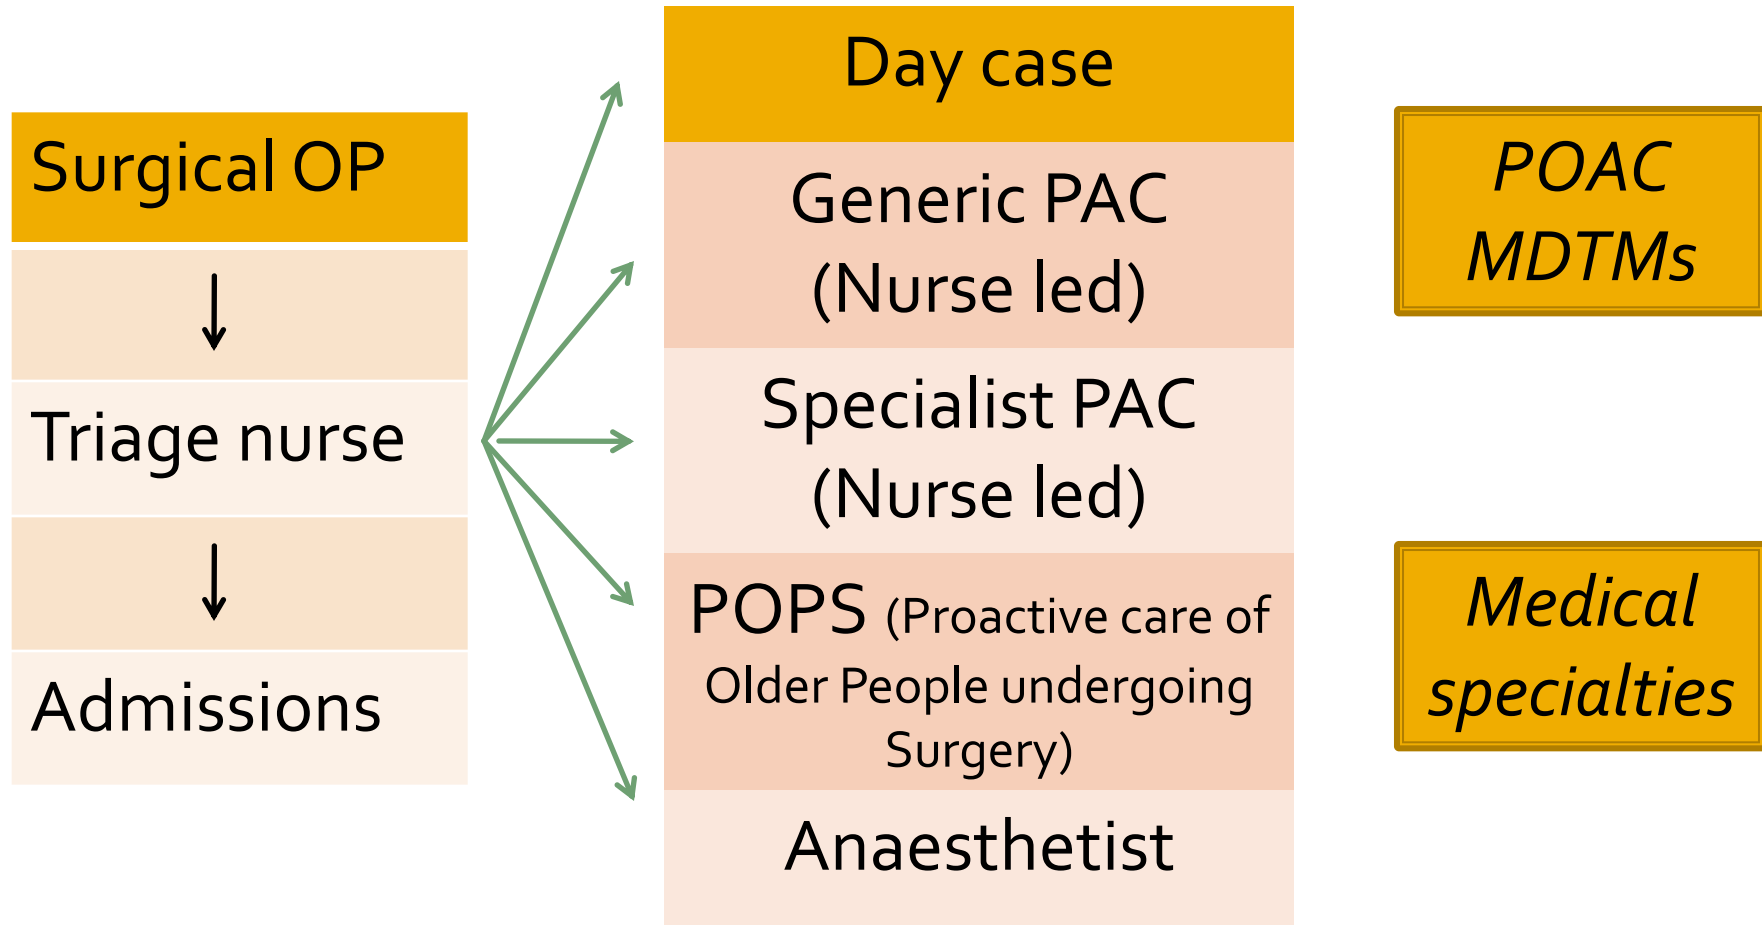 Surgical OP
Triage nurse
Admissions
Day case
Generic PAC
(Nurse led)
Specialist PAC
(Nurse led)
POPS (Proactive care of
Older People undergoing
Surgery)
Anaesthetist
POAC
MDTMs
Medical
specialties